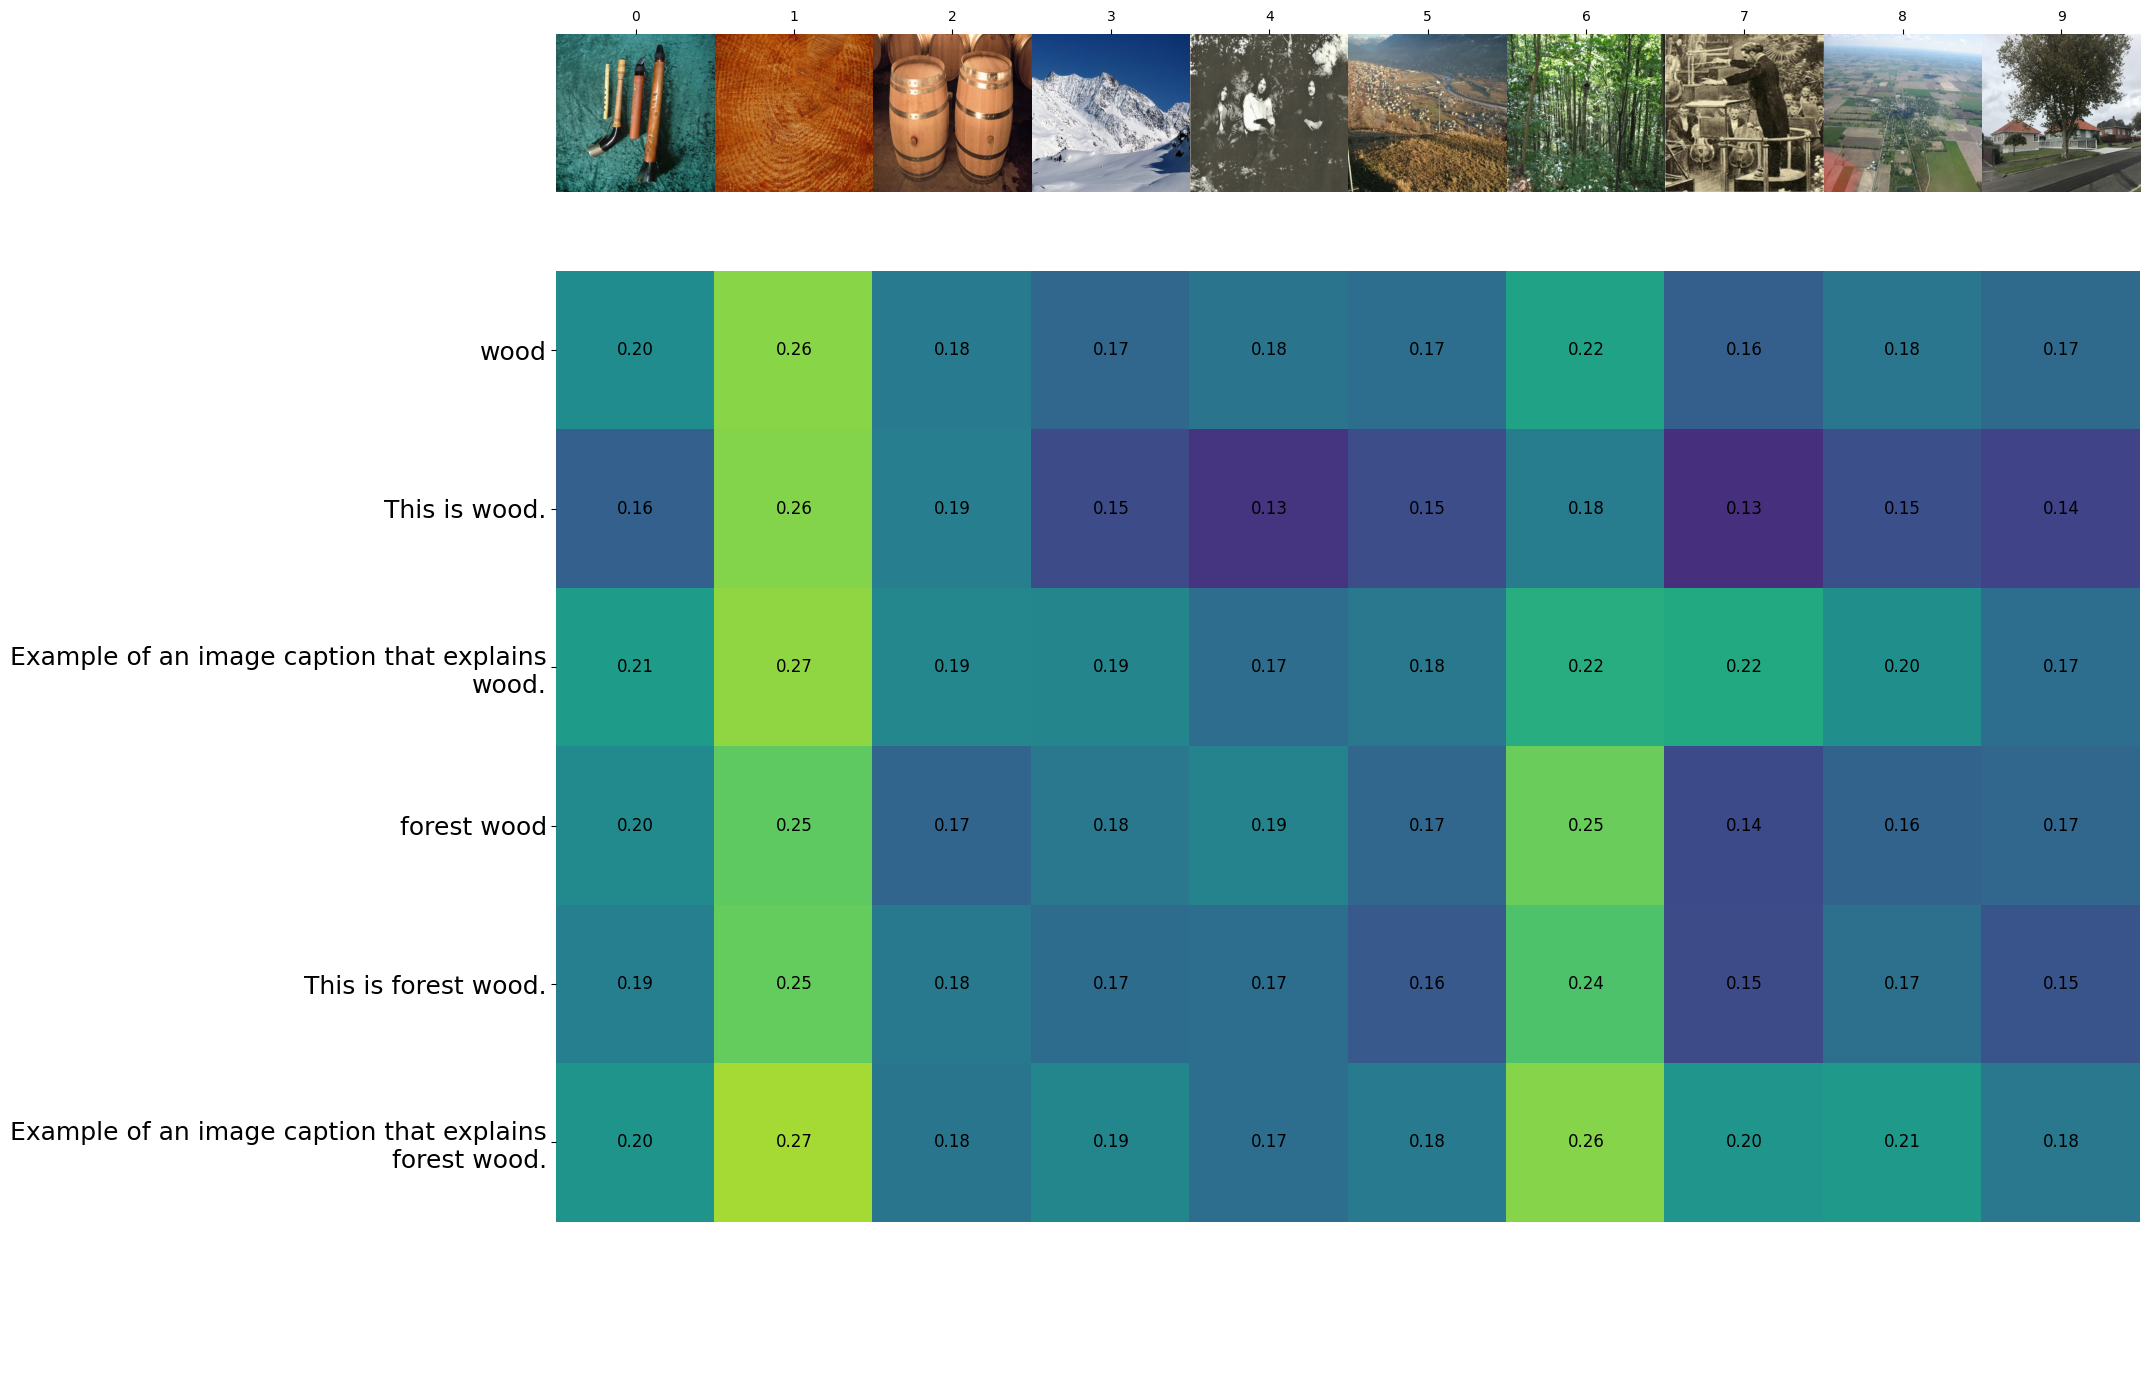 0 1 2 3 4 5 6 7 8 9
wood 0.20 0.26 0.18 0.17 0.18 0.17 0.22 0.16 0.18 0.17
This is wood. 0.16 0.26 0.19 0.15 0.13 0.15 0.18 0.13 0.15 0.14
Example of an image caption that explains
wood. 0.21 0.27 0.19 0.19 0.17 0.18 0.22 0.22 0.20 0.17
forest wood 0.20 0.25 0.17 0.18 0.19 0.17 0.25 0.14 0.16 0.17
This is forest wood. 0.19 0.25 0.18 0.17 0.17 0.16 0.24 0.15 0.17 0.15
Example of an image caption that explains
forest wood. 0.20 0.27 0.18 0.19 0.17 0.18 0.26 0.20 0.21 0.18